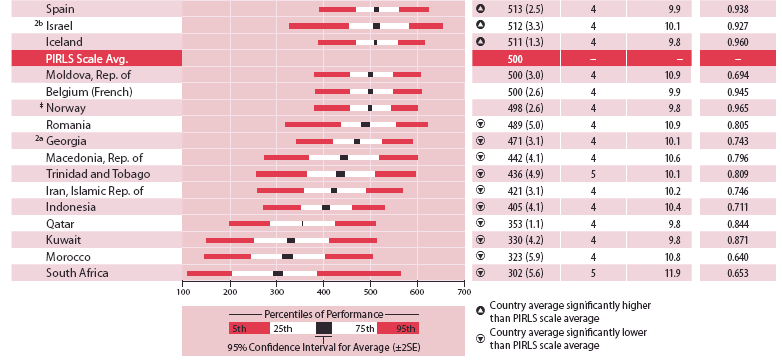 Spain 513 (2.5) 4 9.9 0.938
2b Israel 512 (3.3) 4 10.1 0.927
Iceland 511 (1.3) 4 9.8 0.960
PIRLS Scale Avg. 500 – – –
Moldova, Rep. of 500 (3.0) 4 10.9 0.694
Belgium (French) 500 (2.6) 4 9.9 0.945
‡ Norway 498 (2.6) 4 9.8 0.965
Romania 489 (5.0) 4 10.9 0.805
2a Georgia 471 (3.1) 4 10.1 0.743
Macedonia, Rep. of 442 (4.1) 4 10.6 0.796
Trinidad and Tobago 436 (4.9) 5 10.1 0.809
Iran, Islamic Rep. of 421 (3.1) 4 10.2 0.746
Indonesia 405 (4.1) 4 10.4 0.711
Qatar 353 (1.1) 4 9.8 0.844
Kuwait 330 (4.2) 4 9.8 0.871
Morocco 323 (5.9) 4 10.8 0.640
South Africa 302 (5.6) 5 11.9 0.653
100 200 300 400 500 600 700
Percentiles of Performance
5th 25th 75th 95th
95% Confidence Interval for Average (±2SE)
Country average significantly higher
than PIRLS scale average
Country average significantly lower
than PIRLS scale average